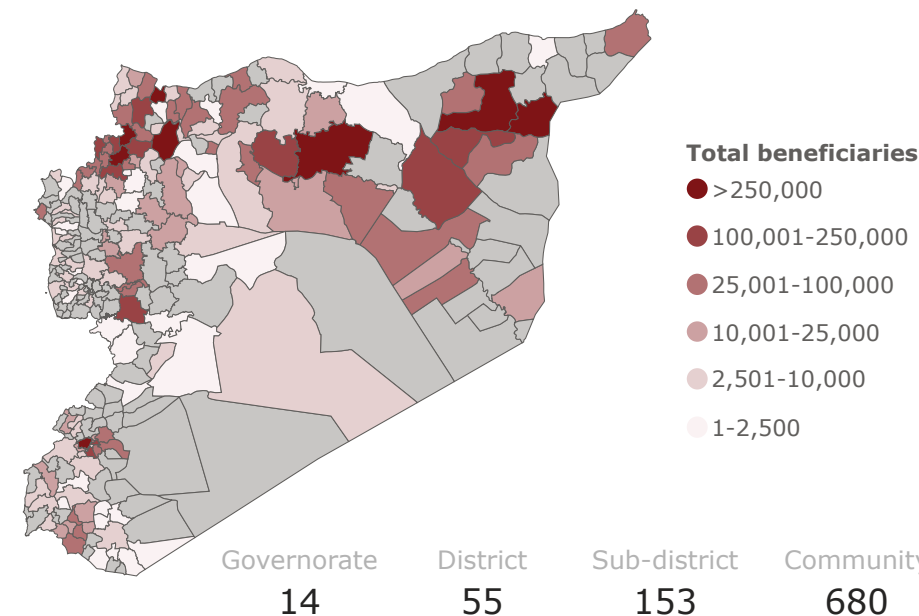 Total beneficiaries
>250,000
100,001-250,000
25,001-100,000
10,001-25,000
2,501-10,000
1-2,500
Governorate District Sub-district Community
14 55 153 680